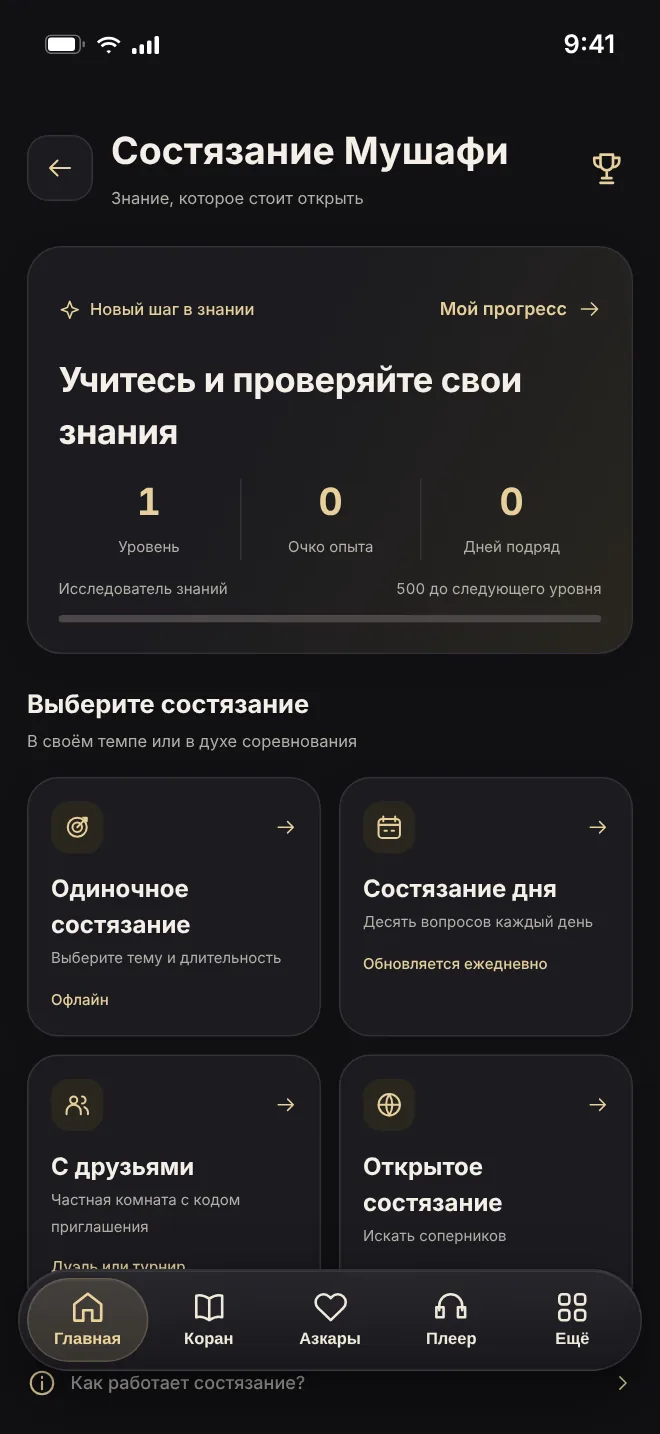 9:41
Состязание Мушафи
Знание, которое стоит открыть
Новый шаг в знании
Мой прогресс
Учитесь и проверяйте свои
знания
1
0
0
Уровень
Очко опыта
Дней подряд
Исследователь знаний
500 до следующего уровня
Выберите состязание
В своём темпе или в духе соревнования
Одиночное
состязание
Выберите тему и длительность
Офлайн
Состязание дня
Десять вопросов каждый день
Обновляется ежедневно
С друзьями
Частная комната с кодом
приглашения
Дуэль или турнир
Открытое
состязание
Искать соперников
Главная
Коран
Азкары
Плеер
Ещё
Как работает состязание?